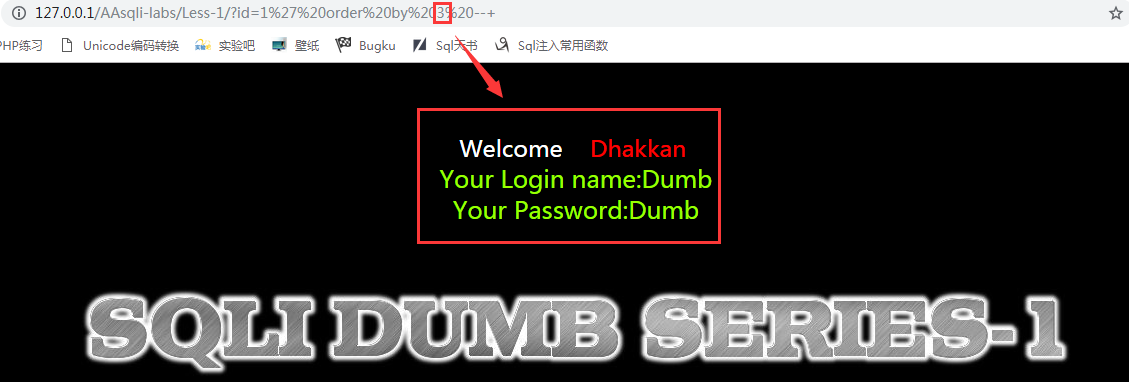 127.0.0.1/AAsqli-labs/Less-1/?id=1%27%20order%20by%203%20--+
PHP练习 Unicode编码转换 实验吧 壁纸 Bugku Sql天书 Sql注入常用函数
Welcome Dhakkan
Your Login name:Dumb
Your Password:Dumb
SQLI DUMB SERIES-1